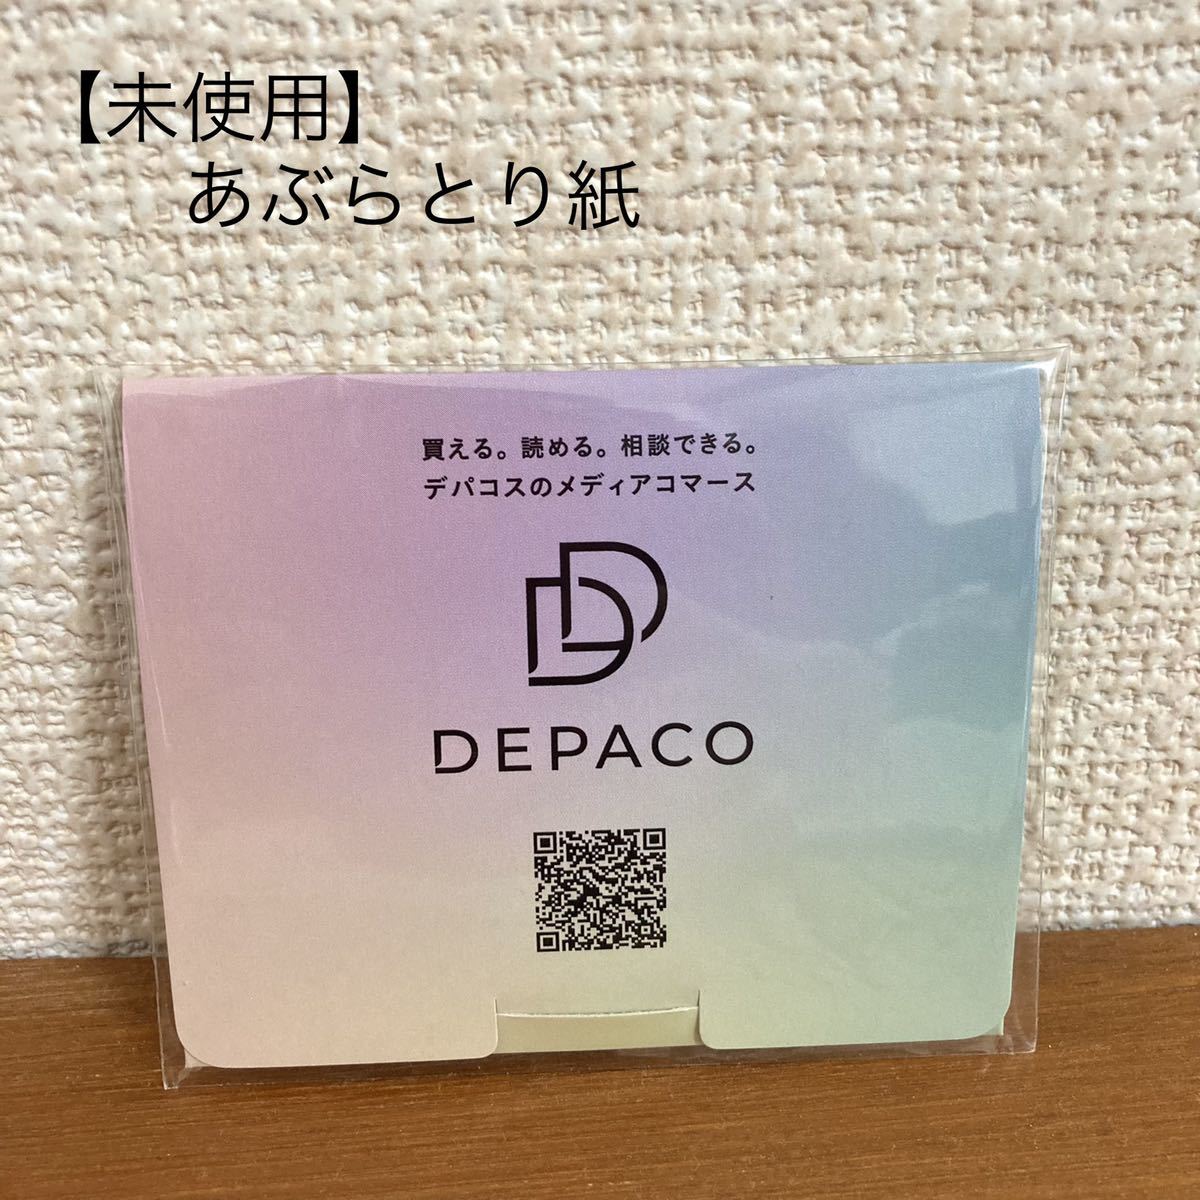 【未使用】
あぶらとり紙
買える。読める。相談できる。
デパコスのメディアコマース
DEPACO